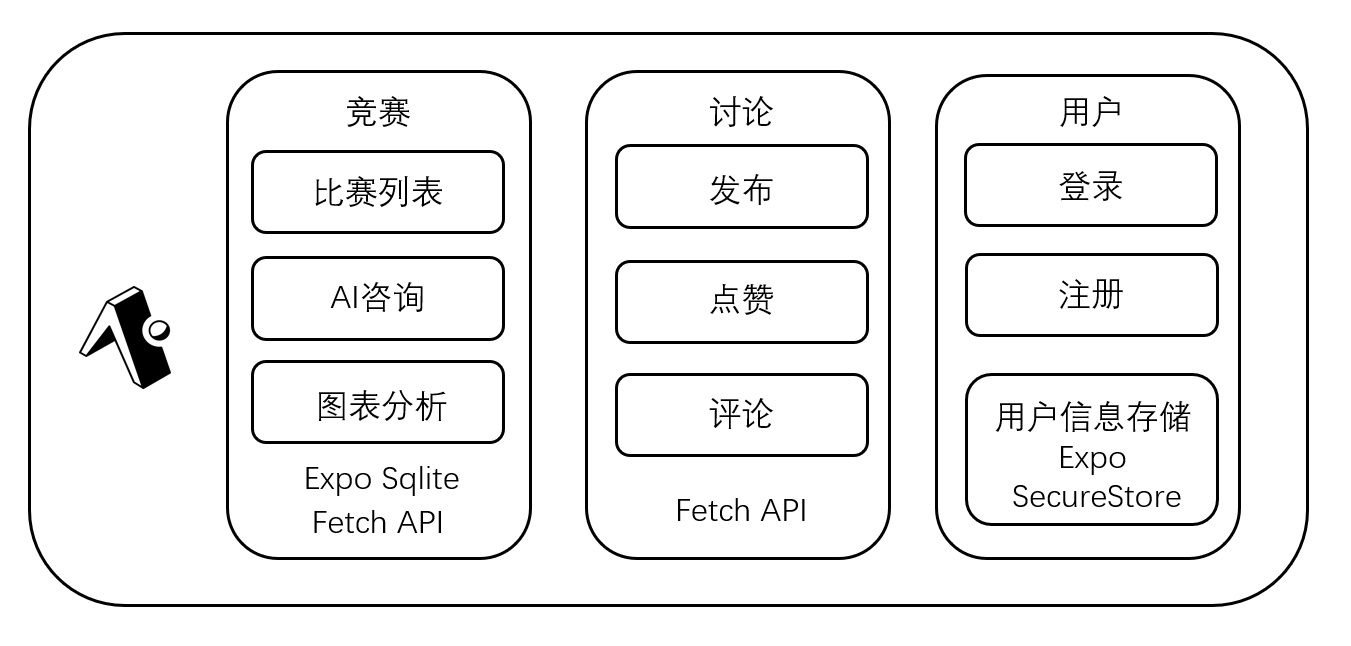 竞赛
比赛列表
AI咨询
图表分析
Expo Sqlite
Fetch API
讨论
发布
点赞
评论
Fetch API
用户
登录
注册
用户信息存储
Expo
SecureStore